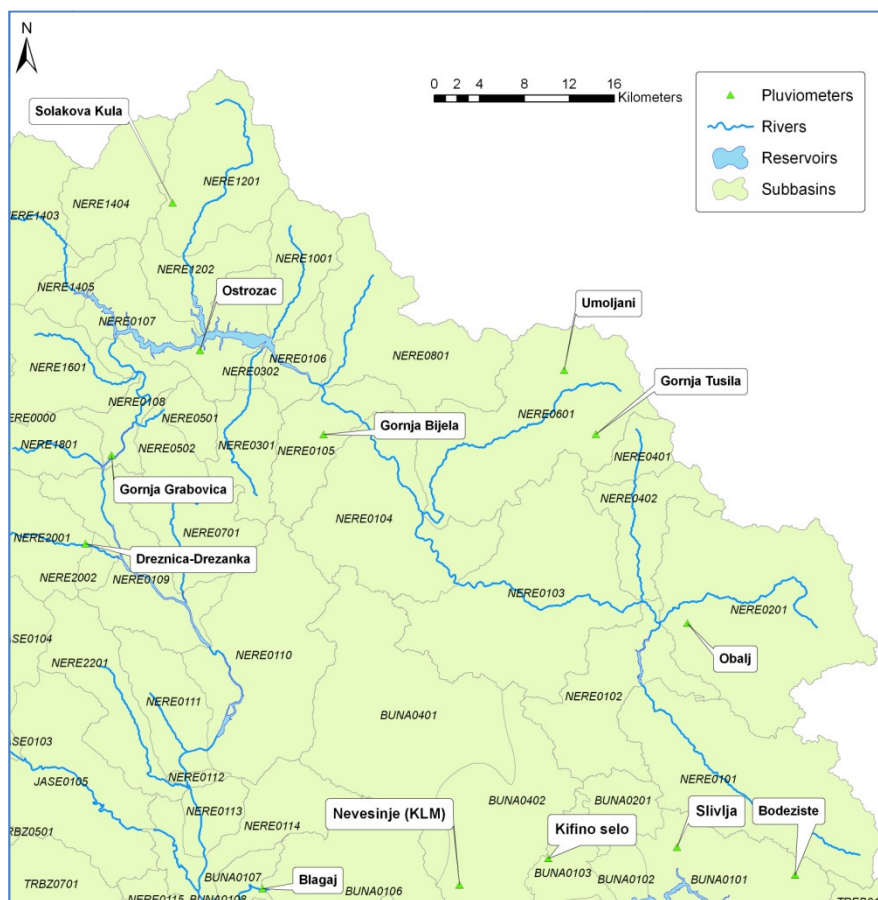 N
0 1 2 4 8 12 16
Kilometers
Pluviometers
Rivers
Reservoirs
Subbasins
Solakova Kula
NERE1201
NERE1404
NERE1403
NERE1001
NERE1202
NERE1405
Ostrozac
Umoljani
NERE0107
NERE0106
NERE0801
NERE1601
NERE0302
Gornja Tusila
NERE0108
NERE0501
NERE0601
Gornja Bijela
NERE1801
NERE0502
NERE0301
NERE0105
NERE0401
Gornja Grabovica
NERE0402
NERE0104
NERE0701
NERE2001
Dreznica-Drezanka
NERE2002
NERE0109
NERE0103
NERE0201
NERE0110
Obalj
NERE2201
NERE0111
NERE0102
BUNA0401
JASE0105
NERE0112
NERE0101
BUNA0402
BUNA0201
NERE0113
Nevesinje (KLM)
Slivlja
Bodeziste
NERE0114
Kifino selo
BUNA0103
TRBZ0701
BUNA0107
Blagaj
BUNA0106
BUNA0102
BUNA0101
NERE0115
BUNA0108